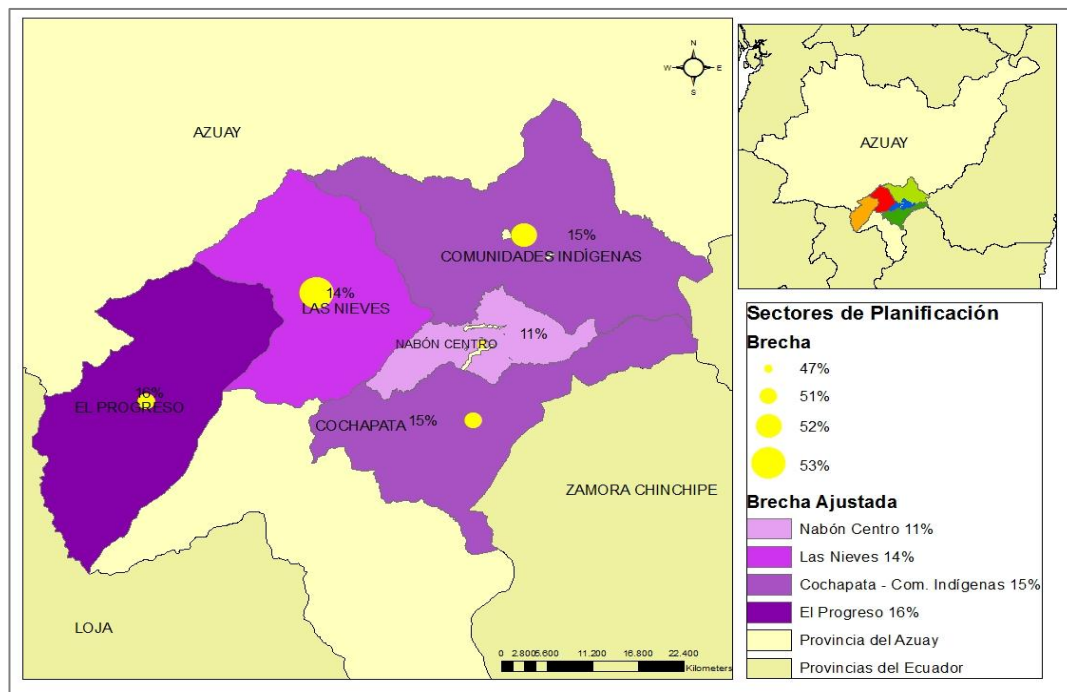 N
W E
S
AZUAY
15%
COMUNIDADES INDÍGENAS
14%
LAS NIEVES
11%
NABÓN CENTRO
16%
EL PROGRESO
COCHAPATA 15%
ZAMORA CHINCHIPE
LOJA
0 2.800 5.600 11.200 16.800 22.400
Kilometers
AZUAY
Sectores de Planificación
Brecha
47%
51%
52%
53%
Brecha Ajustada
Nabón Centro 11%
Las Nieves 14%
Cochapata - Com. Indígenas 15%
El Progreso 16%
Provincia del Azuay
Provincias del Ecuador